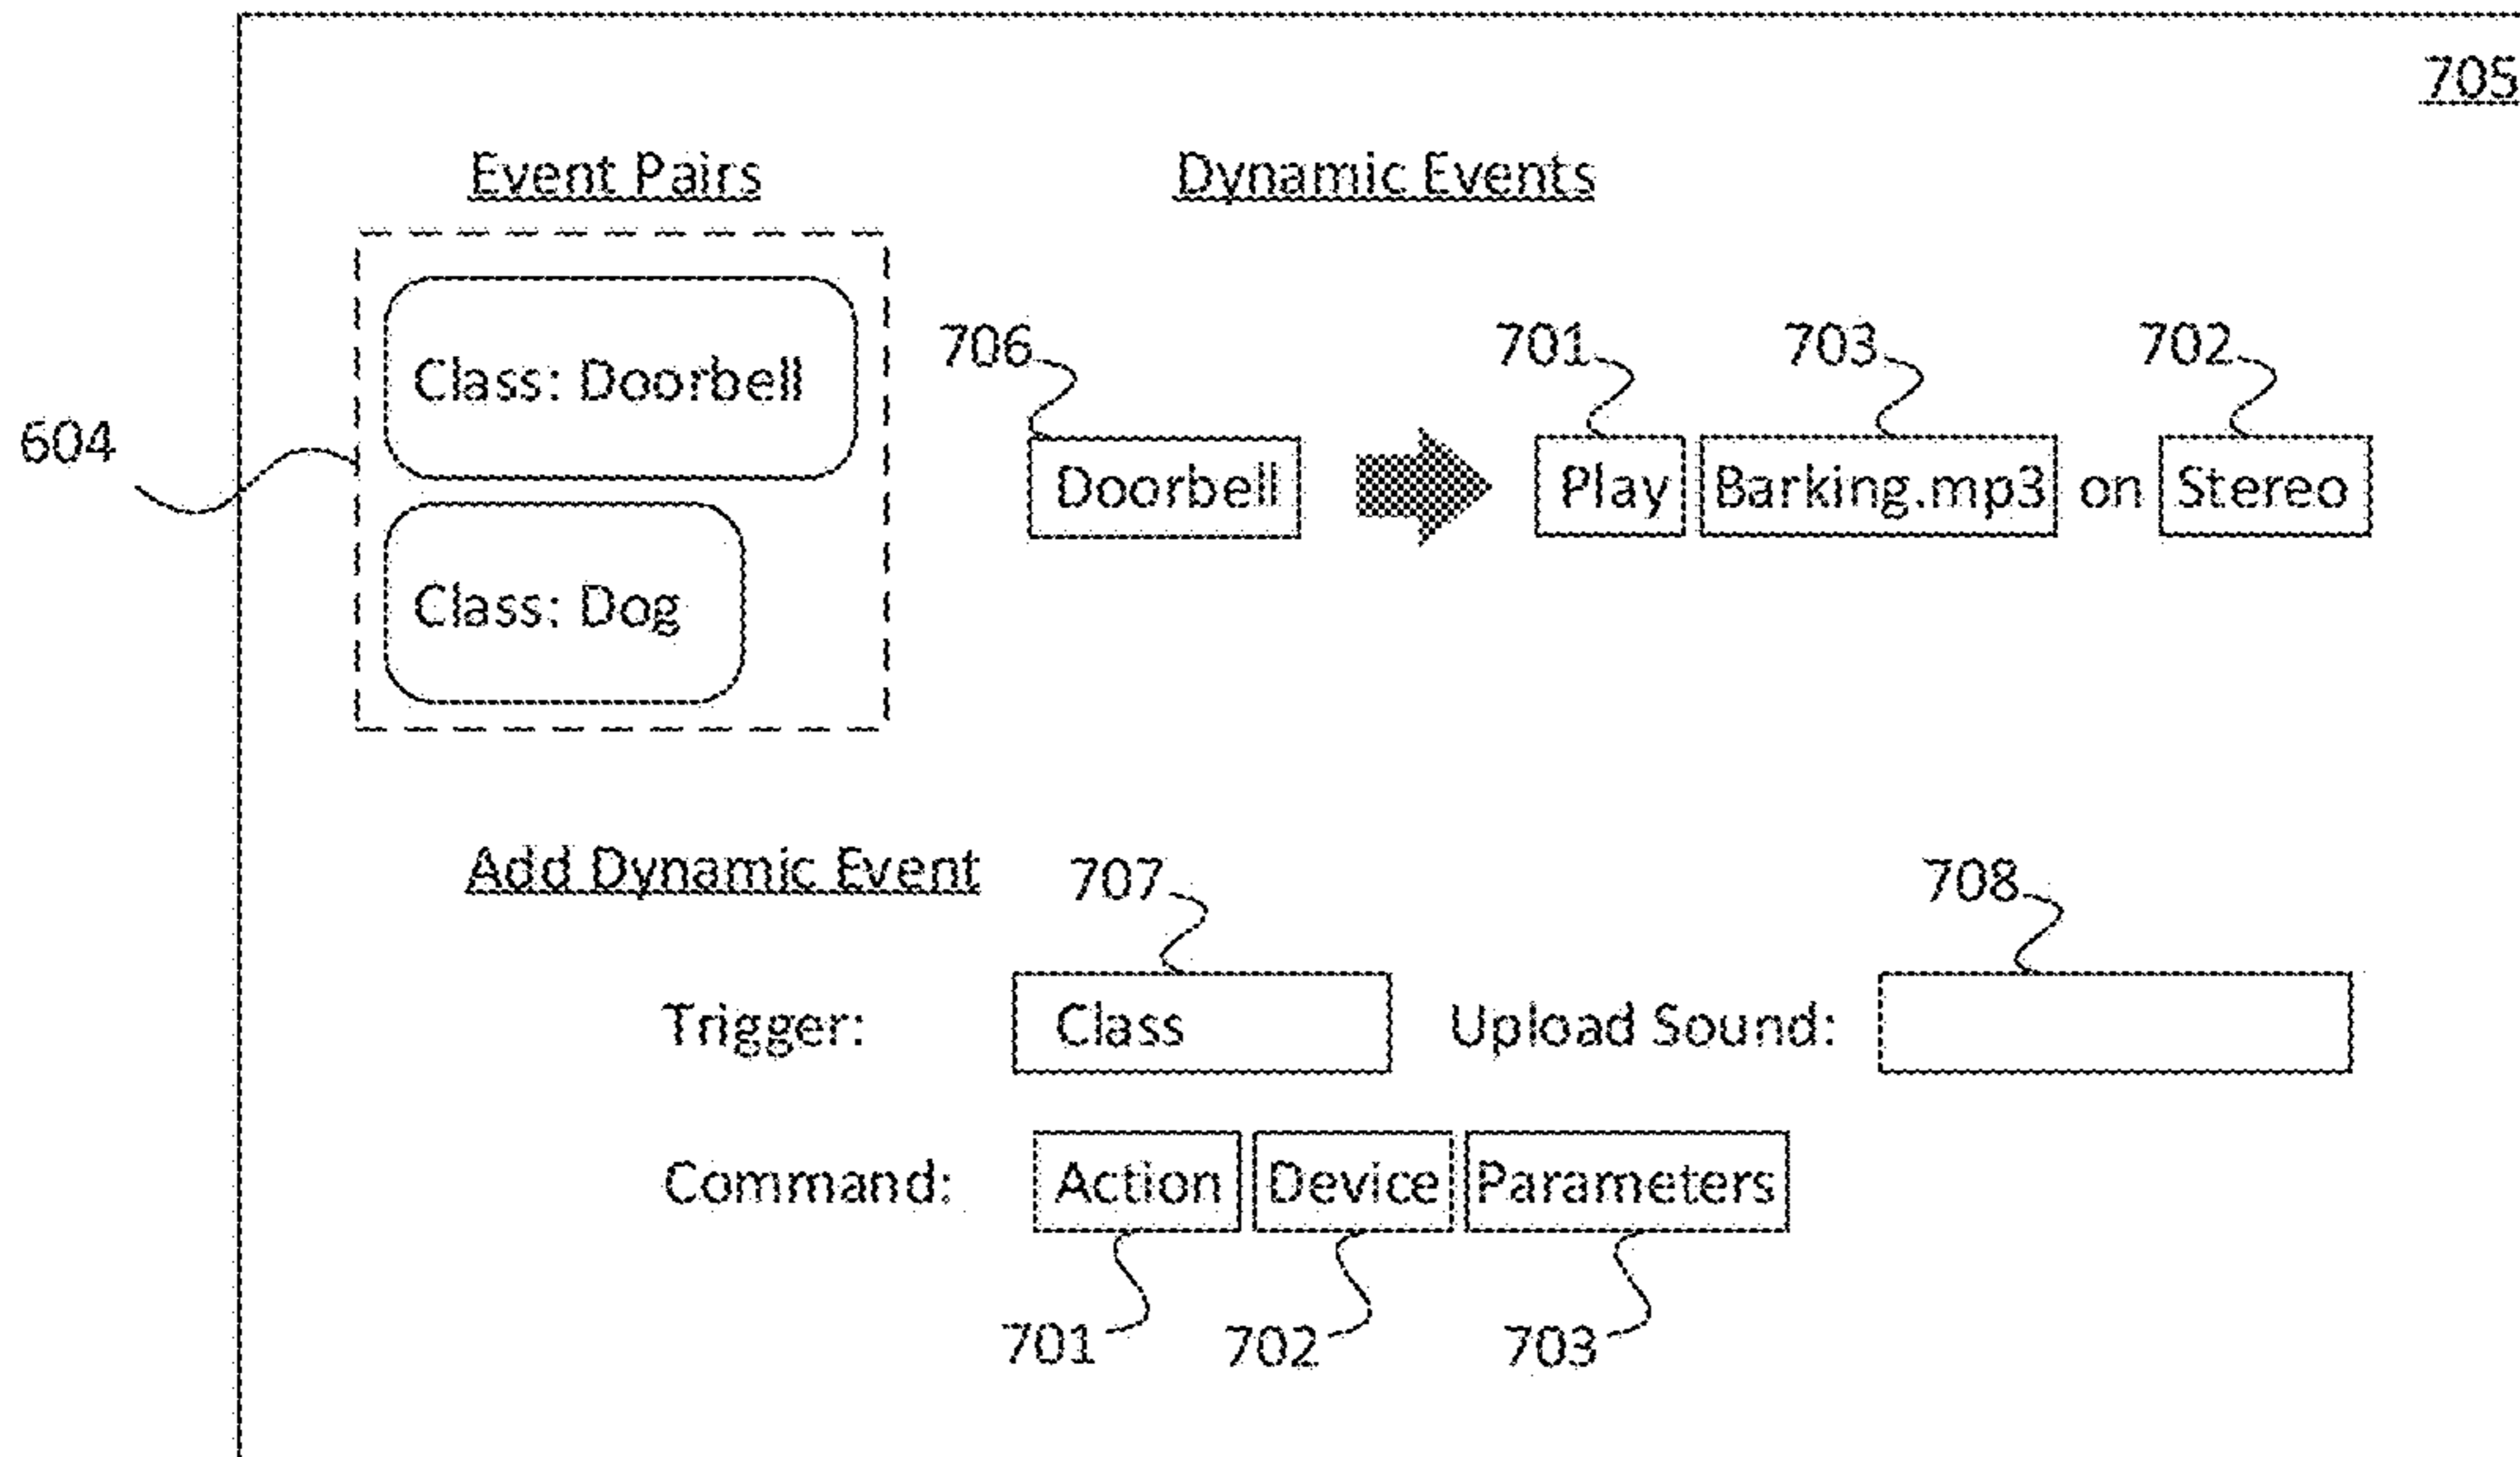 705
Event Pairs Dynamic Events
Class: Doorbell
706 701 703 702
604
Doorbell Play Barking.mp3 on Stereo
Class: Dog
Add Dynamic Event 707 708
Trigger: Class Upload Sound:
Command: Action Device Parameters
701 702 703